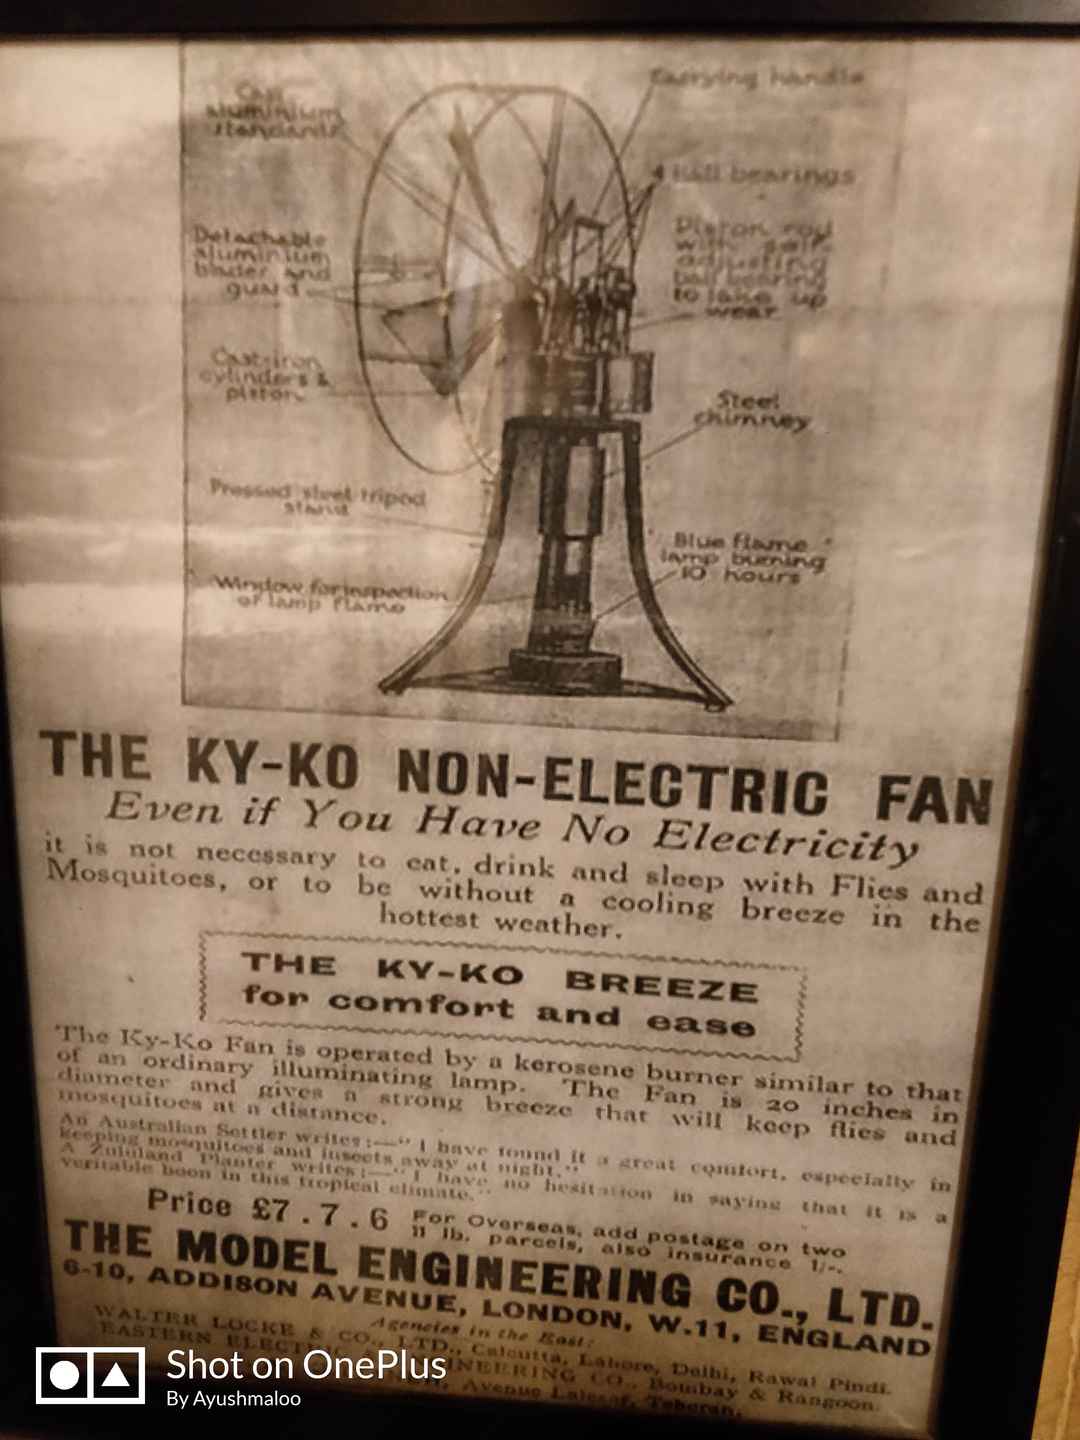 Cast
aluminium
standards
Carrying handle
4 Ball bearings
Detachable
aluminium
blades and
guard
Piston rod
with self-
adjusting
ball bearing
to take up
wear
Cast-iron
cylinders &
piston
Steel
chimney
Pressed steel tripod
stand
Blue flame
lamp burning
10 hours
Window for inspection
of lamp flame
THE KY-KO NON-ELECTRIC FAN
Even if You Have No Electricity
it is not necessary to eat, drink and sleep with Flies and
Mosquitoes, or to be without a cooling breeze in the
hottest weather.
THE KY-KO BREEZE
for comfort and ease
The Ky-Ko Fan is operated by a kerosene burner similar to that
of an ordinary illuminating lamp. The Fan is 20 inches in
diameter and gives a strong breeze that will keep flies and
mosquitoes at a distance.
An Australian Settler writes:—"I have found it a great comfort, especially in
keeping mosquitoes and insects away at night."
A Zululand Planter writes:—"I have no hesitation in saying that it is a
veritable boon in this tropical climate."
Price £7.7.6 For Overseas, add postage on two
11 lb. parcels, also insurance 1/-.
THE MODEL ENGINEERING CO., LTD.
6-10, ADDISON AVENUE, LONDON, W.11, ENGLAND
Agencies in the East:
WALTER LOCKE & CO., LTD., Calcutta, Lahore, Delhi, Rawal Pindi.
EASTERN ELECTRIC & ENGINEERING CO., Bombay & Rangoon.
Avenue Lalezar, Teheran.
Shot on OnePlus
By Ayushmaloo